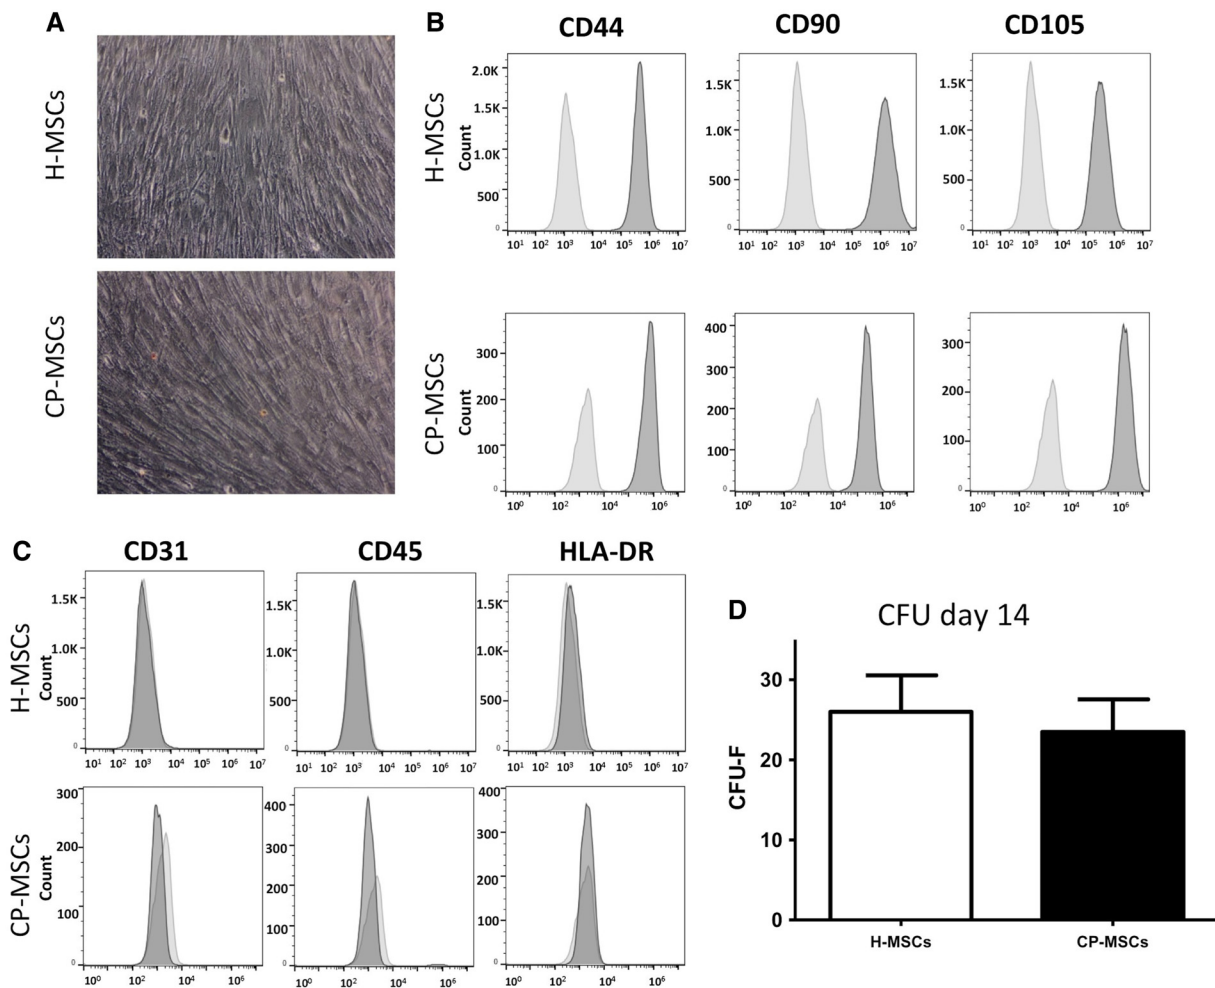 A
H-MSCs
CP-MSCs
B
CD44 CD90 CD105
H-MSCs
Count
2.0K
1.5K
1.0K
500
0
10¹ 10² 10³ 10⁴ 10⁵ 10⁶ 10⁷
1.5K
1.0K
500
0
10¹ 10² 10³ 10⁴ 10⁵ 10⁶ 10⁷
1.5K
1.0K
500
0
10¹ 10² 10³ 10⁴ 10⁵ 10⁶ 10⁷
CP-MSCs
Count
300
200
100
0
10⁰ 10² 10⁴ 10⁶
400
300
200
100
0
10⁰ 10² 10⁴ 10⁶
300
200
100
0
10⁰ 10² 10⁴ 10⁶
C
CD31 CD45 HLA-DR
H-MSCs
Count
1.5K
1.0K
500
0
10¹ 10² 10³ 10⁴ 10⁵ 10⁶ 10⁷
1.5K
1.0K
500
0
10¹ 10² 10³ 10⁴ 10⁵ 10⁶ 10⁷
1.5K
1.0K
500
0
10¹ 10² 10³ 10⁴ 10⁵ 10⁶ 10⁷
CP-MSCs
Count
300
200
100
0
10⁰ 10² 10⁴ 10⁶
400
300
200
100
0
10⁰ 10² 10⁴ 10⁶
400
300
200
100
0
10⁰ 10² 10⁴ 10⁶
D
CFU day 14
CFU-F
30
20
10
0
H-MSCs CP-MSCs